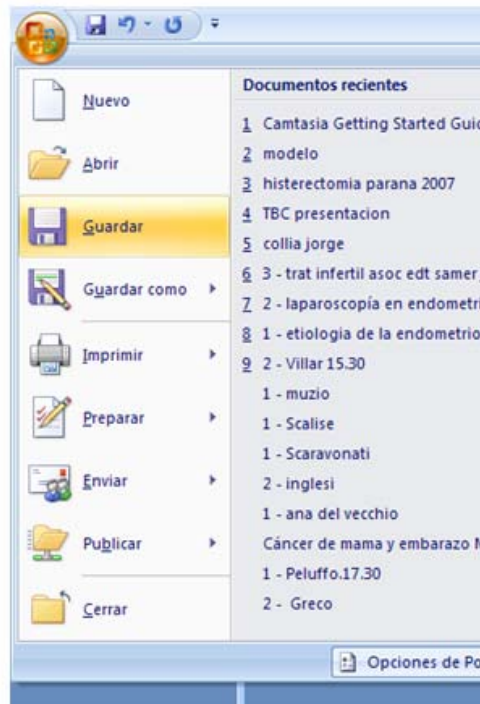 Nuevo
Abrir
Guardar
Guardar como
Imprimir
Preparar
Enviar
Publicar
Cerrar
Documentos recientes
1 Camtasia Getting Started Guid
2 modelo
3 histerectomia parana 2007
4 TBC presentacion
5 collia jorge
6 3 - trat infertil asoc edt samer
7 2 - laparoscopía en endometri
8 1 - etiologia de la endometrio
9 2 - Villar 15.30
1 - muzio
1 - Scalise
1 - Scaravonati
2 - inglesi
1 - ana del vecchio
Cáncer de mama y embarazo
1 - Peluffo.17.30
2 - Greco
Opciones de Po